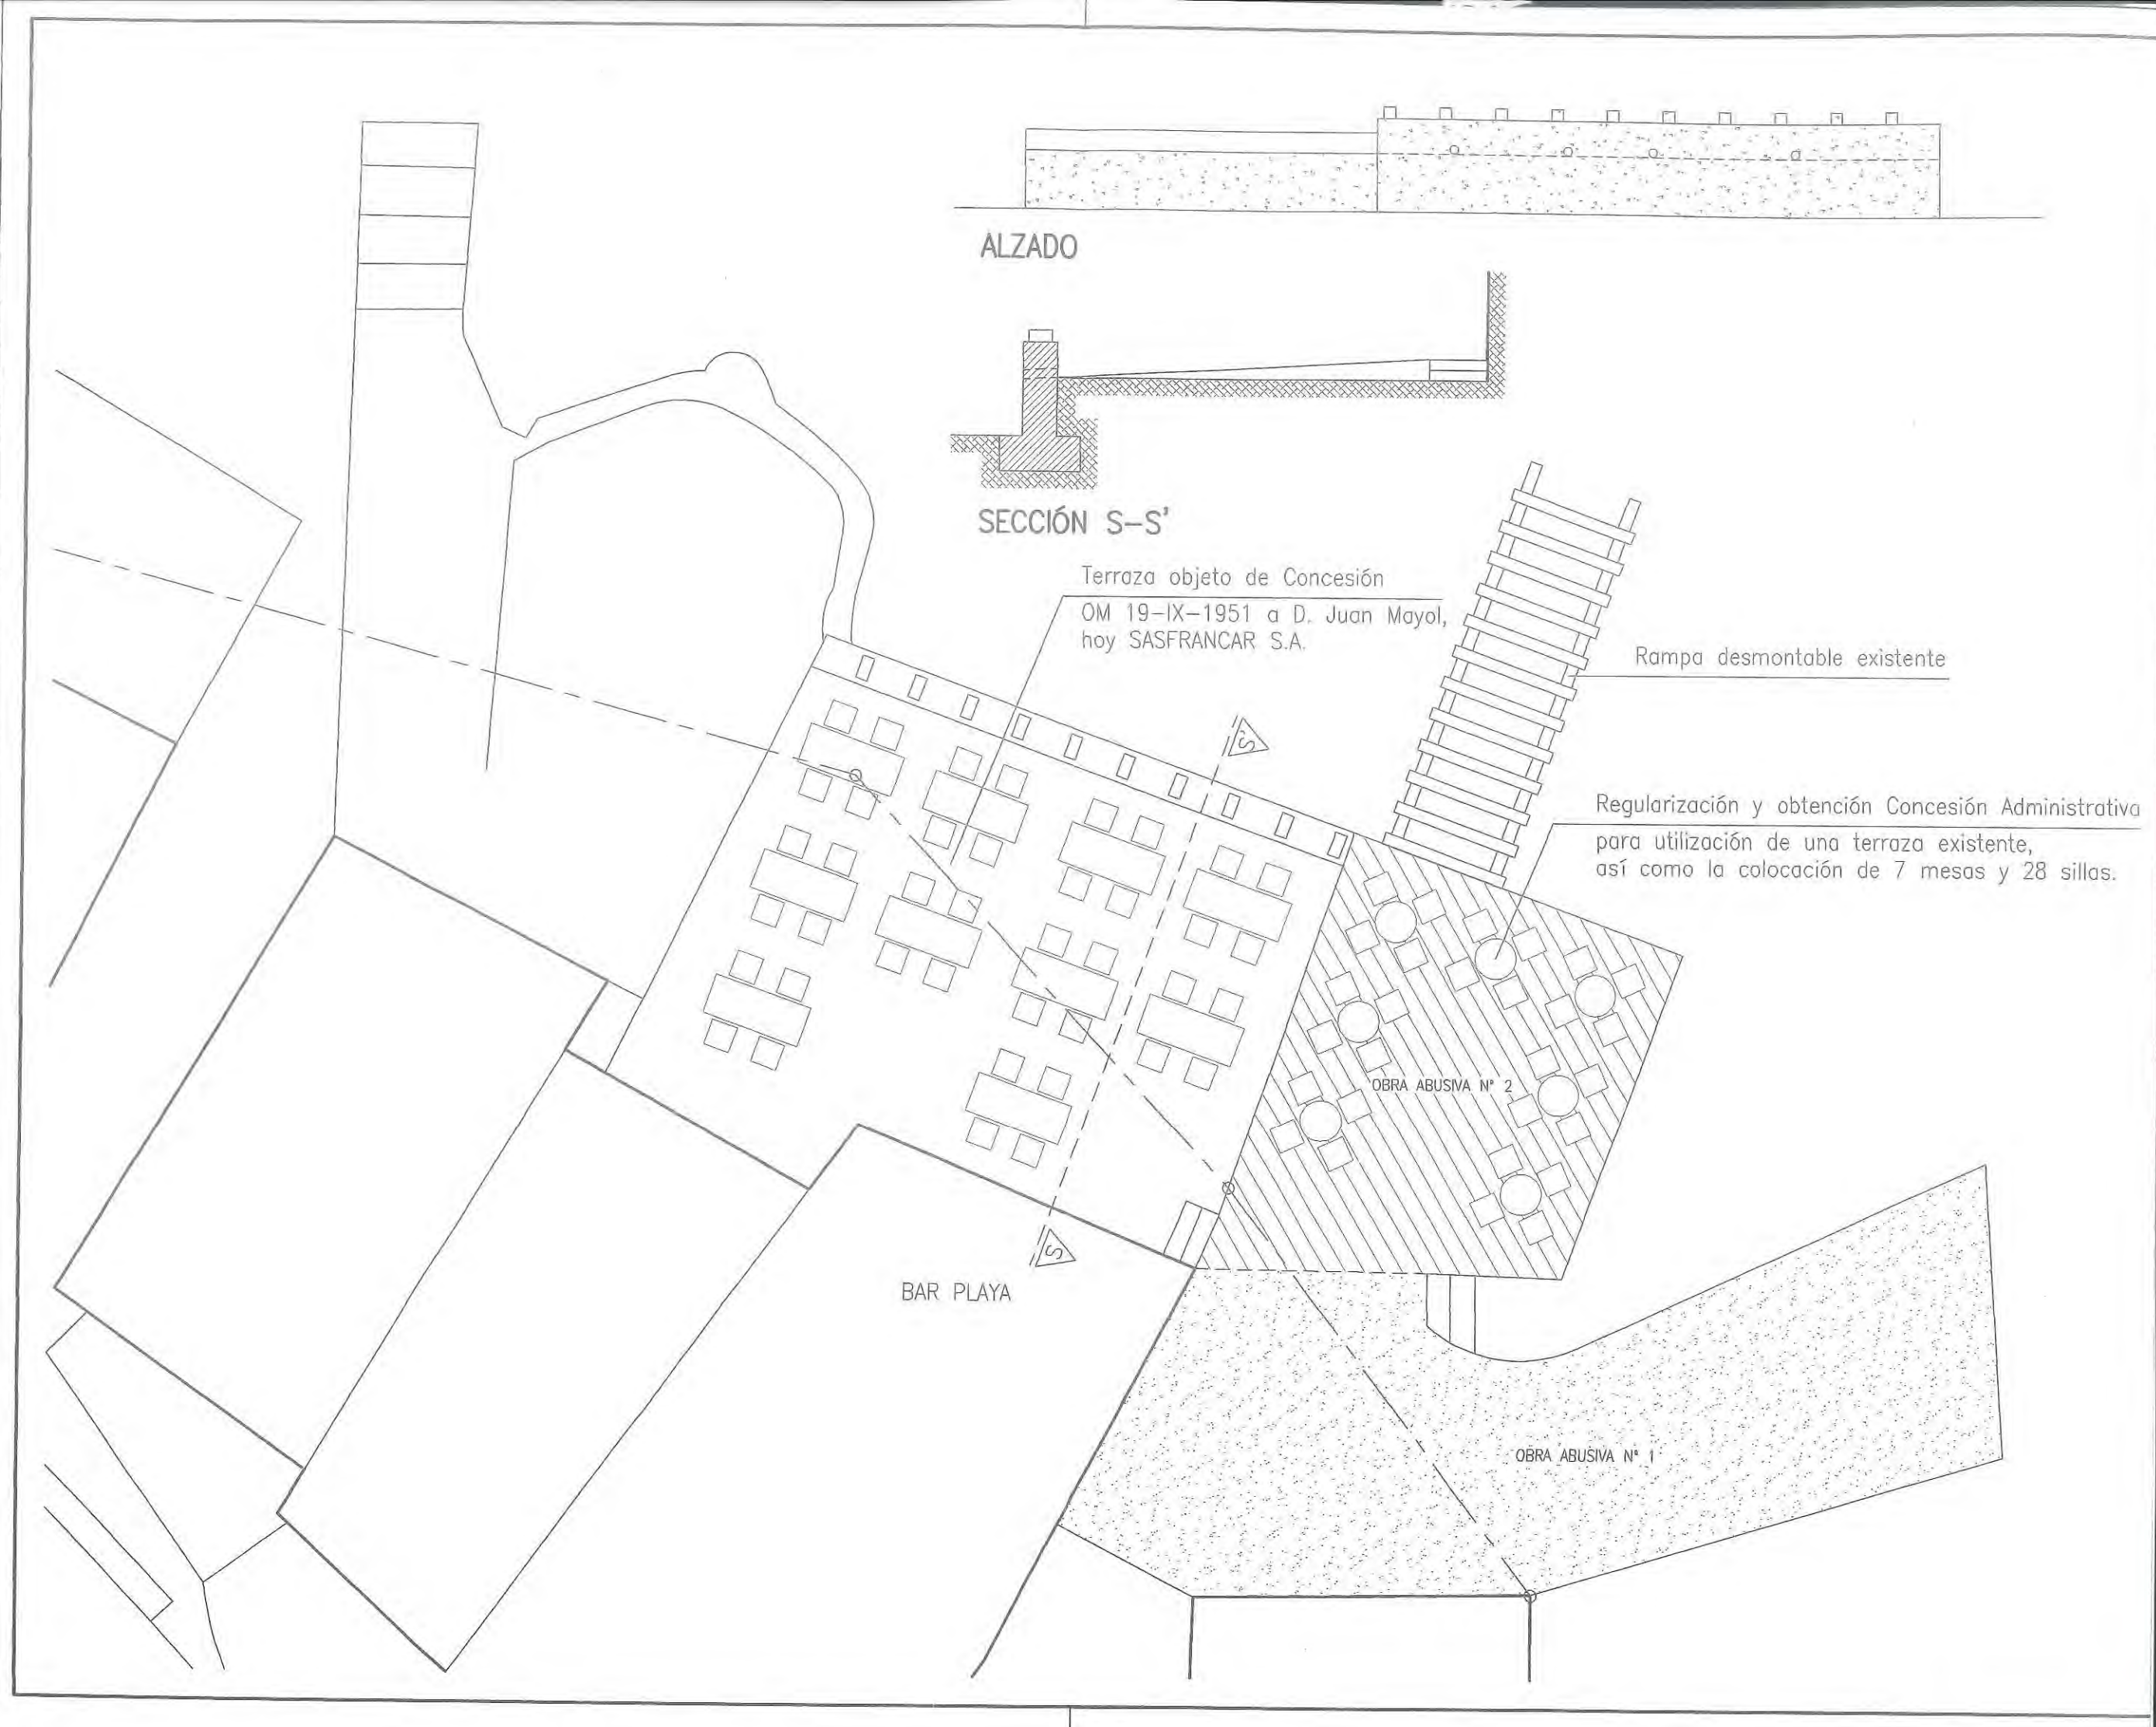 ALZADO
SECCIÓN S-S'
Terraza objeto de Concesión
OM 19-IX-1951 a D. Juan Mayol,
hoy SASFRANCAR S.A.
Rampa desmontable existente
S'
Regularización y obtención Concesión Administrativa
para utilización de una terraza existente,
así como la colocación de 7 mesas y 28 sillas.
OBRA ABUSIVA Nº 2
S
BAR PLAYA
OBRA ABUSIVA Nº 1